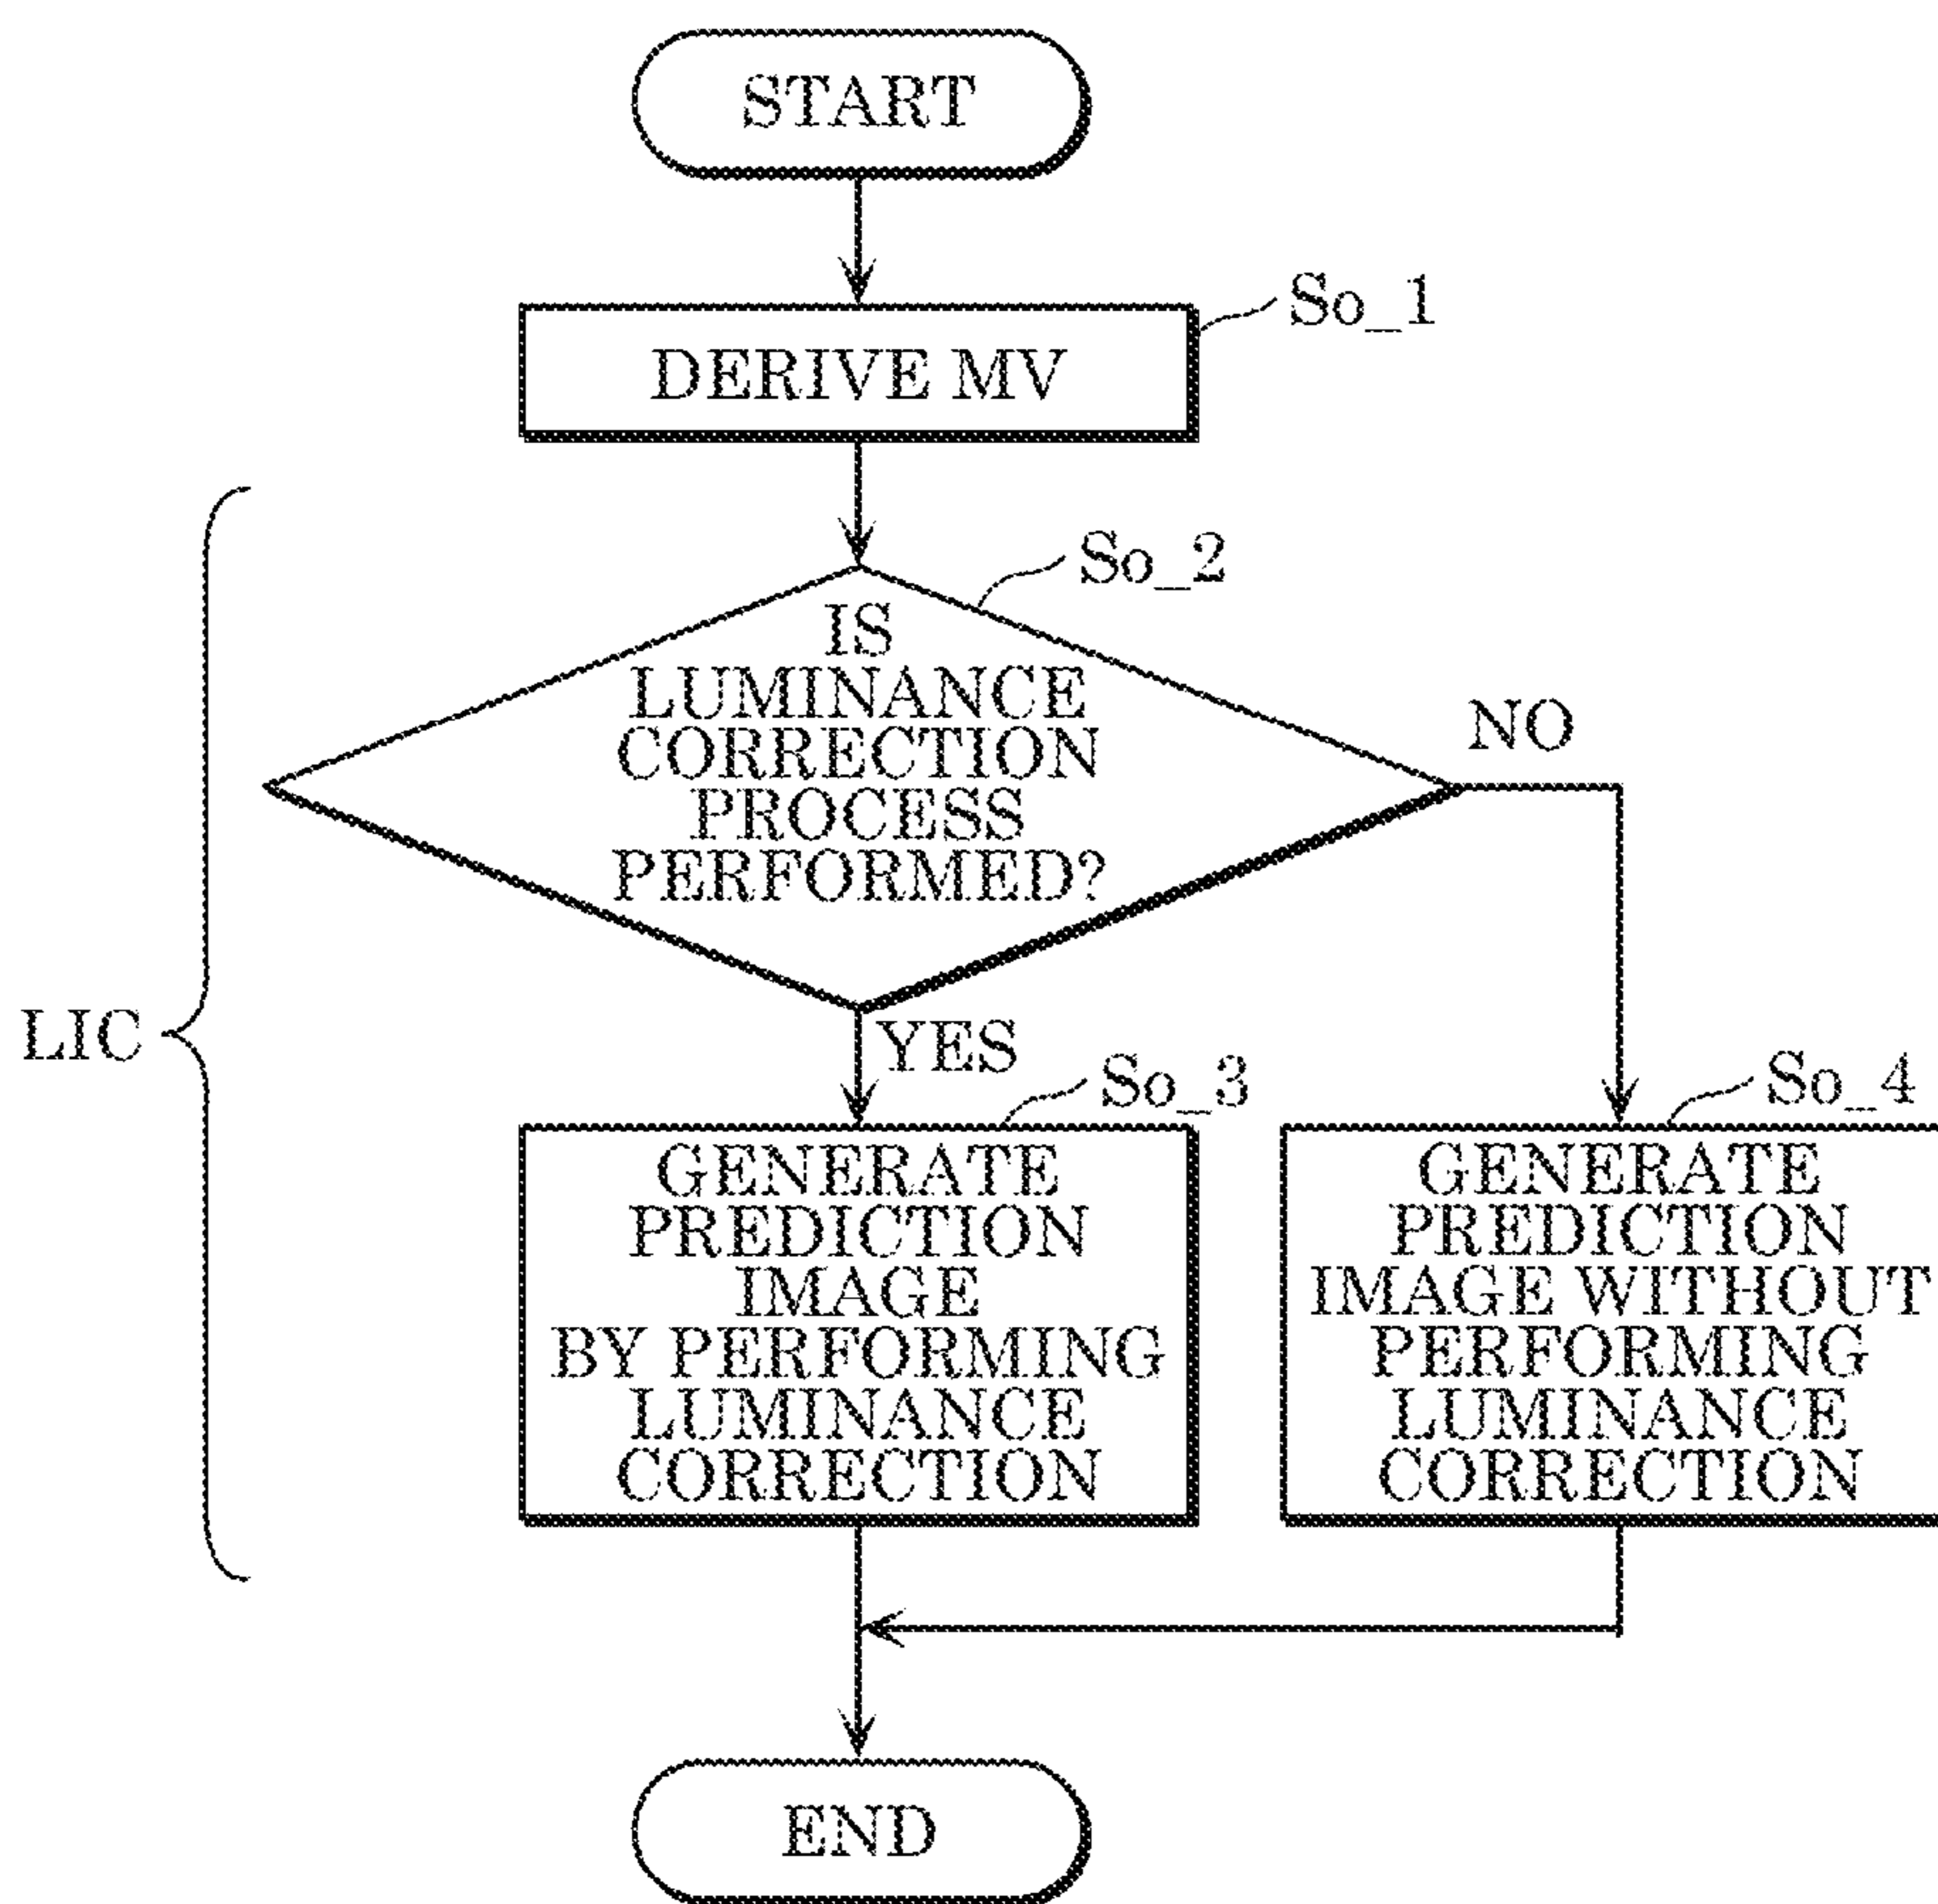 START
So_1
DERIVE MV
So_2
IS
LUMINANCE
CORRECTION
PROCESS
PERFORMED?
NO
LIC
YES
So_3
GENERATE
PREDICTION
IMAGE
BY PERFORMING
LUMINANCE
CORRECTION
So_4
GENERATE
PREDICTION
IMAGE WITHOUT
PERFORMING
LUMINANCE
CORRECTION
END